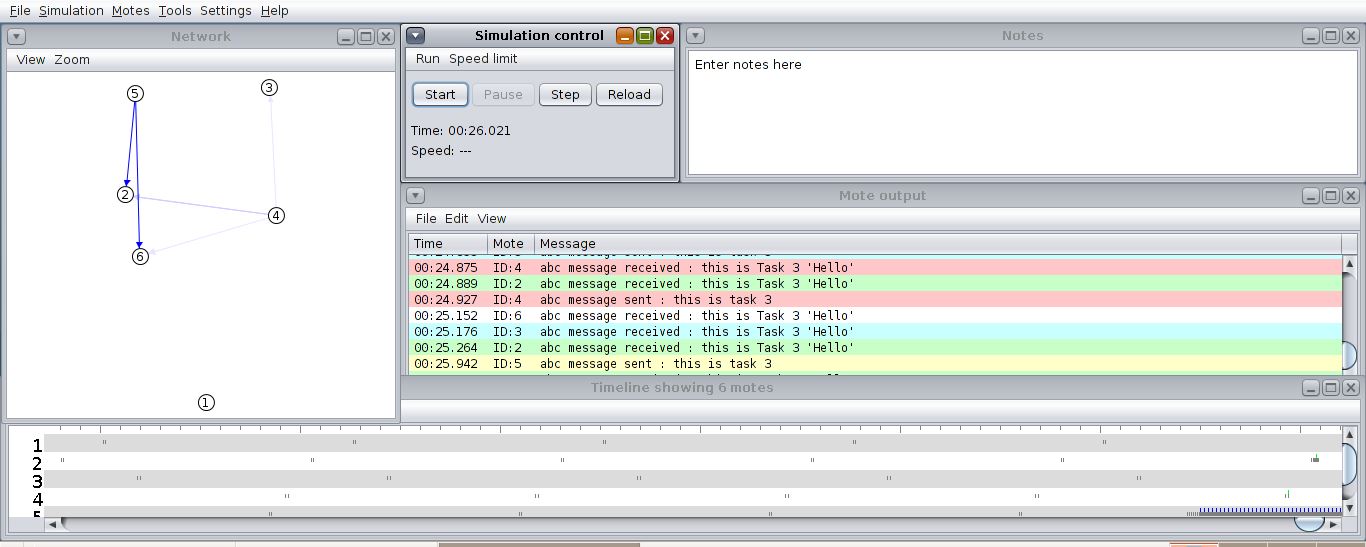 File Simulation Motes Tools Settings Help
Network
View Zoom
5
3
2
4
6
1
Simulation control
Run Speed limit
Start Pause Step Reload
Time: 00:26.021
Speed: ---
Notes
Enter notes here
Mote output
File Edit View
Time Mote Message
00:24.875 ID:4 abc message received : this is Task 3 'Hello'
00:24.889 ID:2 abc message received : this is Task 3 'Hello'
00:24.927 ID:4 abc message sent : this is task 3
00:25.152 ID:6 abc message received : this is Task 3 'Hello'
00:25.176 ID:3 abc message received : this is Task 3 'Hello'
00:25.264 ID:2 abc message received : this is Task 3 'Hello'
00:25.942 ID:5 abc message sent : this is task 3
Timeline showing 6 motes
1
2
3
4
5